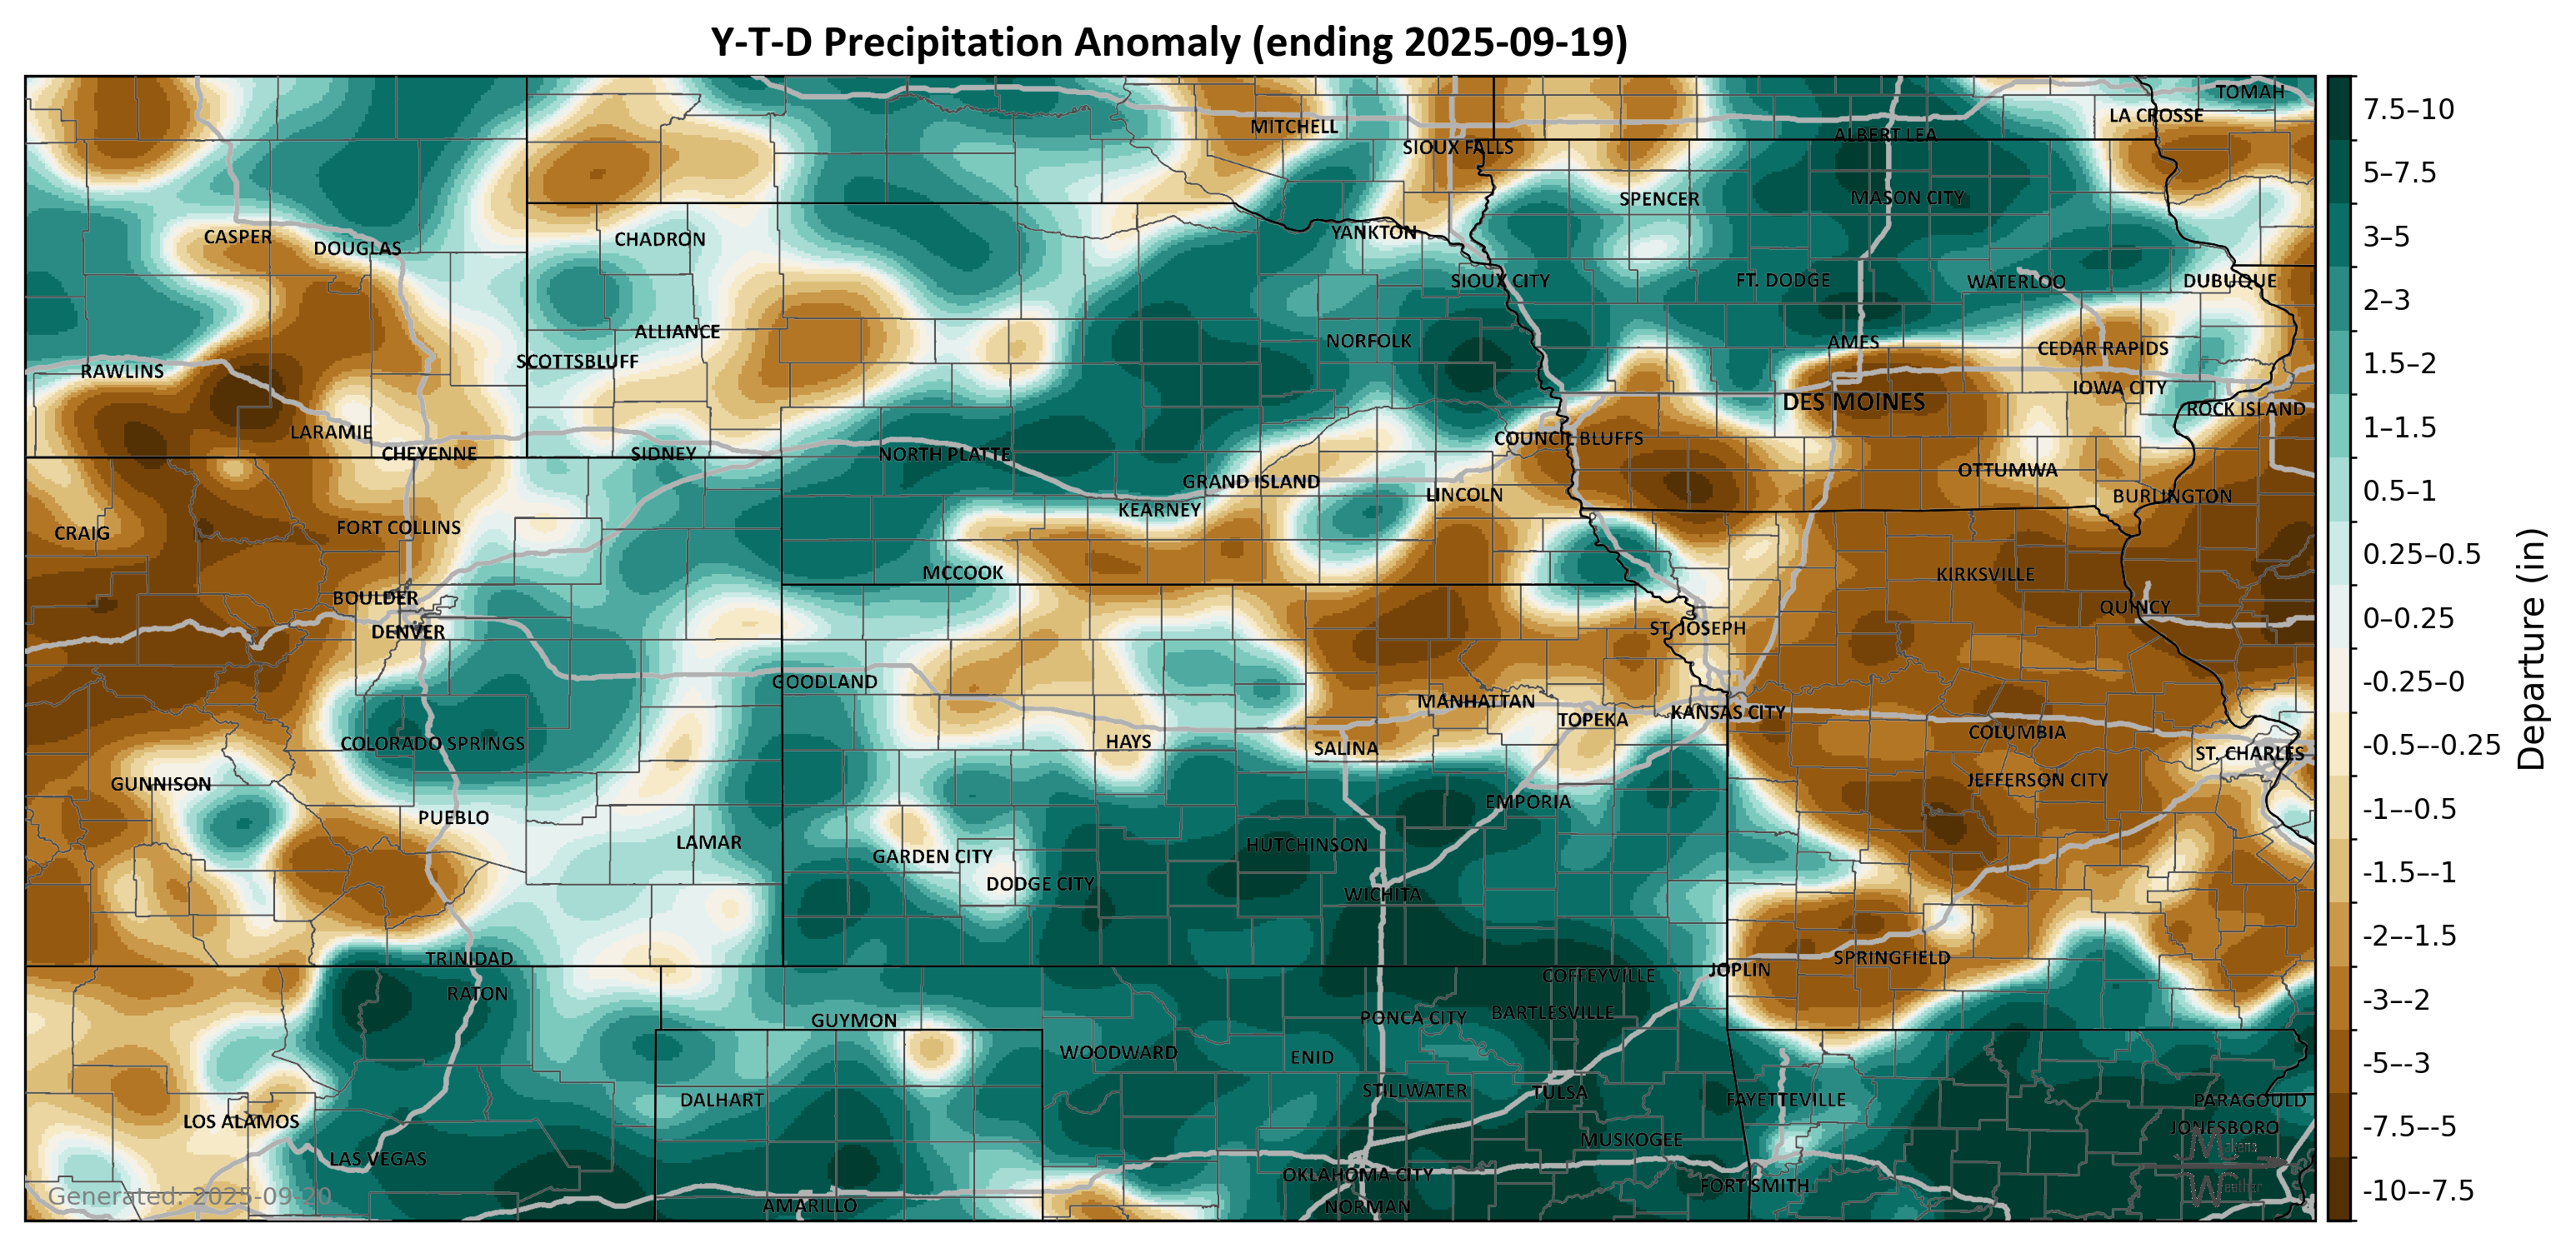 Y-T-D Precipitation Anomaly (ending 2025-09-19)
TOMAH
LA CROSSE
MITCHELL
ALBERT LEA
SIOUX FALLS
SPENCER
MASON CITY
YANKTON
CASPER
CHADRON
DOUGLAS
SIOUX CITY
FT. DODGE
WATERLOO
DUBUQUE
ALLIANCE
NORFOLK
AMES
CEDAR RAPIDS
SCOTTSBLUFF
RAWLINS
IOWA CITY
DES MOINES
ROCK ISLAND
LARAMIE
COUNCIL BLUFFS
CHEYENNE
SIDNEY
NORTH PLATTE
OTTUMWA
GRAND ISLAND
LINCOLN
BURLINGTON
KEARNEY
CRAIG
FORT COLLINS
MCCOOK
KIRKSVILLE
BOULDER
QUINCY
DENVER
ST. JOSEPH
GOODLAND
MANHATTAN
KANSAS CITY
TOPEKA
COLUMBIA
COLORADO SPRINGS
HAYS
SALINA
ST. CHARLES
GUNNISON
JEFFERSON CITY
EMPORIA
PUEBLO
LAMAR
HUTCHINSON
GARDEN CITY
DODGE CITY
WICHITA
TRINIDAD
SPRINGFIELD
JOPLIN
COFFEYVILLE
RATON
GUYMON
PONCA CITY
BARTLESVILLE
WOODWARD
ENID
STILLWATER
TULSA
DALHART
FAYETTEVILLE
PARAGOULD
LOS ALAMOS
JONESBORO
MUSKOGEE
LAS VEGAS
OKLAHOMA CITY
FORT SMITH
AMARILLO
NORMAN
Generated: 2025-09-20
Makens
Weather
7.5–10
5–7.5
3–5
2–3
1.5–2
1–1.5
0.5–1
0.25–0.5
0–0.25
-0.25–0
-0.5–-0.25
-1–-0.5
-1.5–-1
-2–-1.5
-3–-2
-5–-3
-7.5–-5
-10–-7.5
Departure (in)